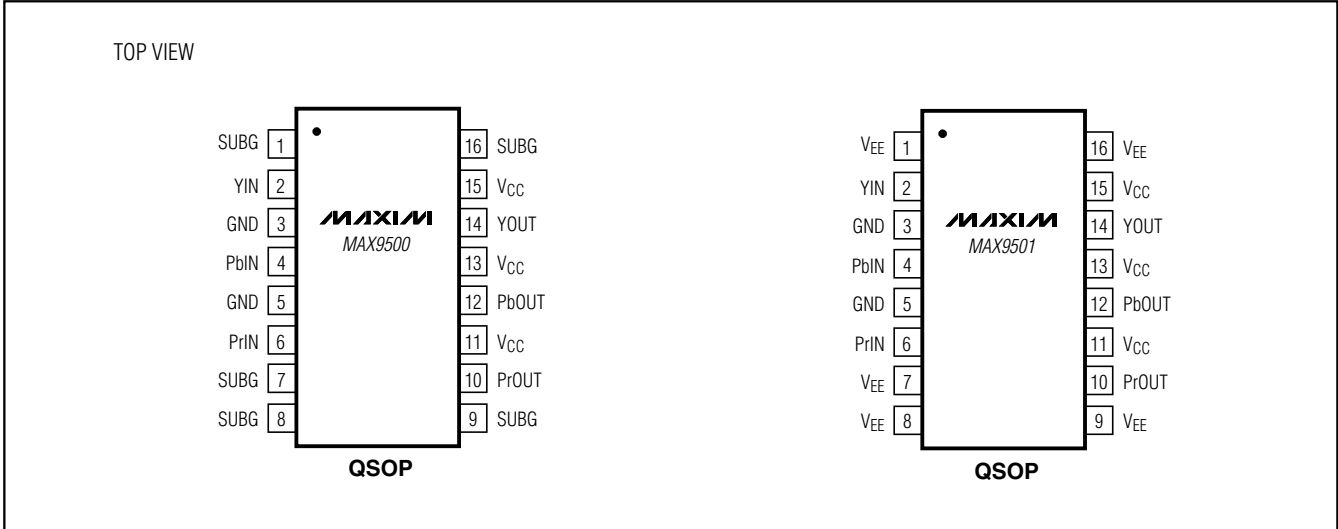 TOP VIEW
SUBG 1
YIN 2
GND 3
PbIN 4
GND 5
PrIN 6
SUBG 7
SUBG 8
MAXIM
MAX9500
16 SUBG
15 VCC
14 YOUT
13 VCC
12 PbOUT
11 VCC
10 PrOUT
9 SUBG
QSOP
VEE 1
YIN 2
GND 3
PbIN 4
GND 5
PrIN 6
VEE 7
VEE 8
MAXIM
MAX9501
16 VEE
15 VCC
14 YOUT
13 VCC
12 PbOUT
11 VCC
10 PrOUT
9 VEE
QSOP